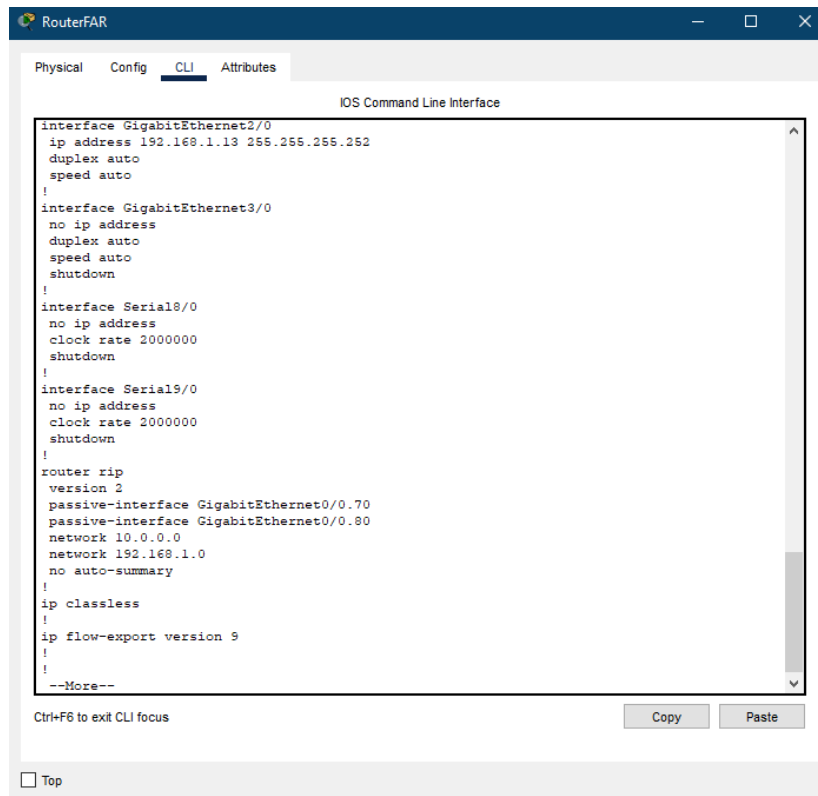 RouterFAR
Physical Config CLI Attributes
IOS Command Line Interface
interface GigabitEthernet2/0
 ip address 192.168.1.13 255.255.255.252
 duplex auto
 speed auto
!
interface GigabitEthernet3/0
 no ip address
 duplex auto
 speed auto
 shutdown
!
interface Serial8/0
 no ip address
 clock rate 2000000
 shutdown
!
interface Serial9/0
 no ip address
 clock rate 2000000
 shutdown
!
router rip
 version 2
 passive-interface GigabitEthernet0/0.70
 passive-interface GigabitEthernet0/0.80
 network 10.0.0.0
 network 192.168.1.0
 no auto-summary
!
ip classless
!
ip flow-export version 9
!
!
 --More--
Ctrl+F6 to exit CLI focus
Copy Paste
Top